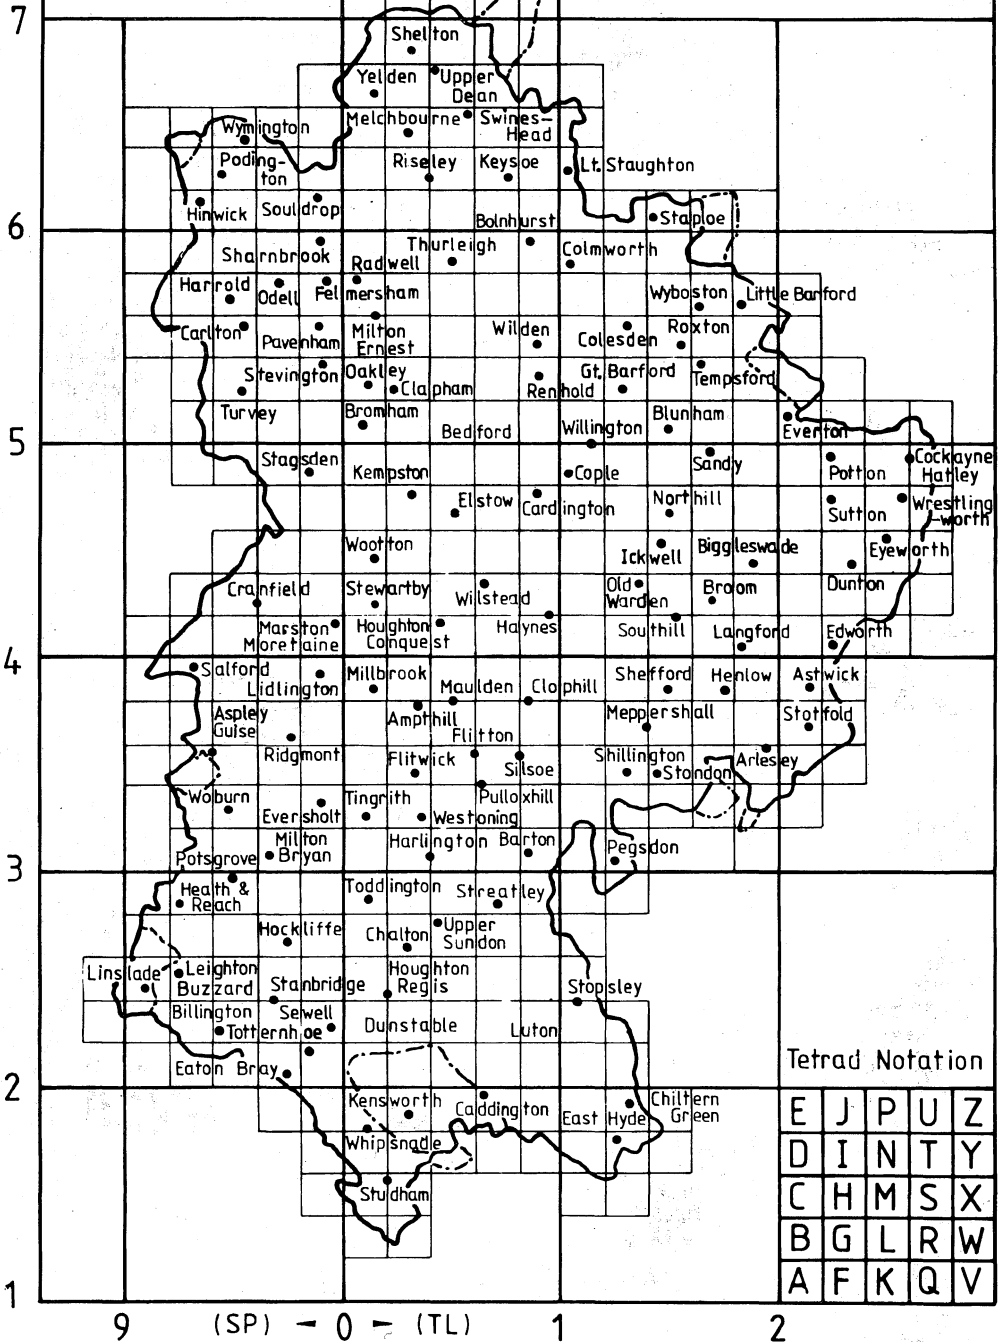 7
Shelton
Yelden
Upper
Dean
Melchbourne
Swines-
Head
Wymington
Poding-
ton
Riseley
Keysoe
Lt. Staughton
Hinwick
Souldrop
Bolnhurst
Staploe
6
Sharnbrook
Thurleigh
Colmworth
Radwell
Harrold
Odell
Felmersham
Wyboston
Little Barford
Carlton
Pavenham
Milton
Ernest
Wilden
Colesden
Roxton
Stevington
Oakley
Clapham
Renhold
Gt. Barford
Tempsford
Turvey
Bromham
Blunham
Bedford
Willington
Everton
5
Stagsden
Kempston
Cople
Sandy
Potton
Cockayne
Hatley
Elstow
Cardington
Northill
Sutton
Wrestling
-worth
Wootton
Ickwell
Biggleswade
Eyeworth
Cranfield
Stewartby
Wilstead
Old
Warden
Broom
Dunton
Marston
Moretaine
Houghton
Conquest
Haynes
Southill
Langford
Edworth
4
Salford
Lidlington
Millbrook
Maulden
Clophill
Shefford
Henlow
Astwick
Aspley
Guise
Ampthill
Meppershall
Stotfold
Ridgmont
Flitton
Flitwick
Silsoe
Shillington
Stondon
Arlesey
Woburn
Eversholt
Tingrith
Westoning
Pulloxhill
Milton
Bryan
Harlington
Barton
Pegsdon
Potsgrove
3
Heath &
Reach
Toddington
Streatley
Hockliffe
Chalton
Upper
Sundon
Linslade
Leighton
Buzzard
Stanbridge
Houghton
Regis
Stopsley
Billington
Sewell
Totternhoe
Dunstable
Luton
Eaton Bray
2
Kensworth
Caddington
East Hyde
Chiltern
Green
Whipsnade
Studham
1
9
(SP)
0
(TL)
1
2
Tetrad Notation
E J P U Z
D I N T Y
C H M S X
B G L R W
A F K Q V